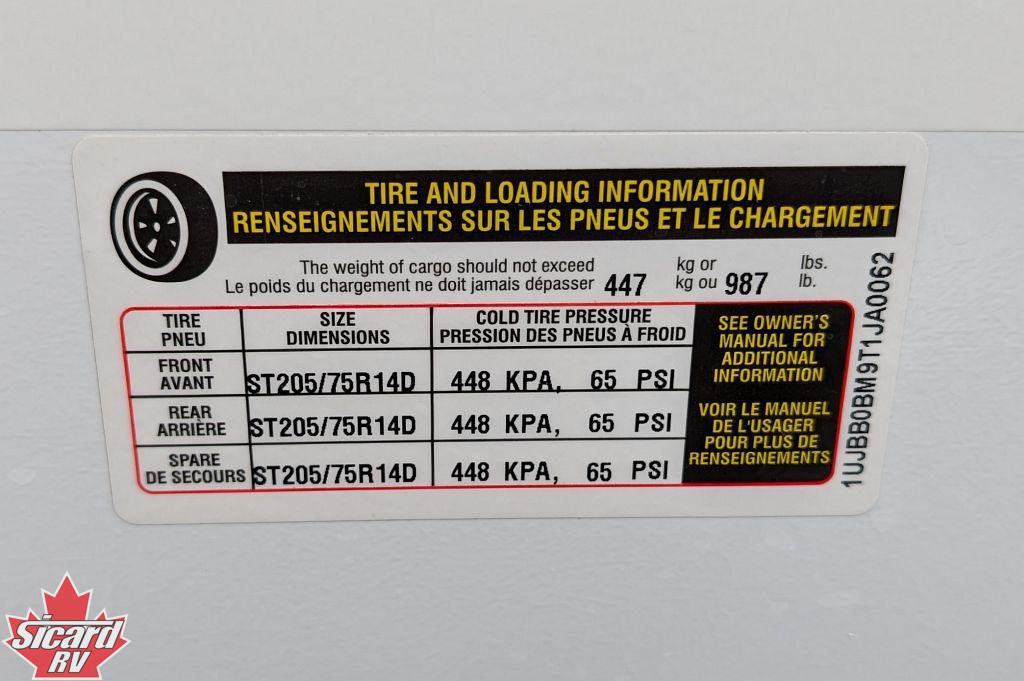 TIRE AND LOADING INFORMATION
RENSEIGNEMENTS SUR LES PNEUS ET LE CHARGEMENT
The weight of cargo should not exceed kg or lbs.
Le poids du chargement ne doit jamais dépasser 447 kg ou 987 lb.
TIRE SIZE COLD TIRE PRESSURE
PNEU DIMENSIONS PRESSION DES PNEUS À FROID
FRONT
AVANT ST205/75R14D 448 KPA, 65 PSI
REAR
ARRIÈRE ST205/75R14D 448 KPA, 65 PSI
SPARE
DE SECOURS ST205/75R14D 448 KPA, 65 PSI
SEE OWNER'S
MANUAL FOR
ADDITIONAL
INFORMATION
VOIR LE MANUEL
DE L'USAGER
POUR PLUS DE
RENSEIGNEMENTS
1UJBB0BM9T1JA0062
Sicard
RV